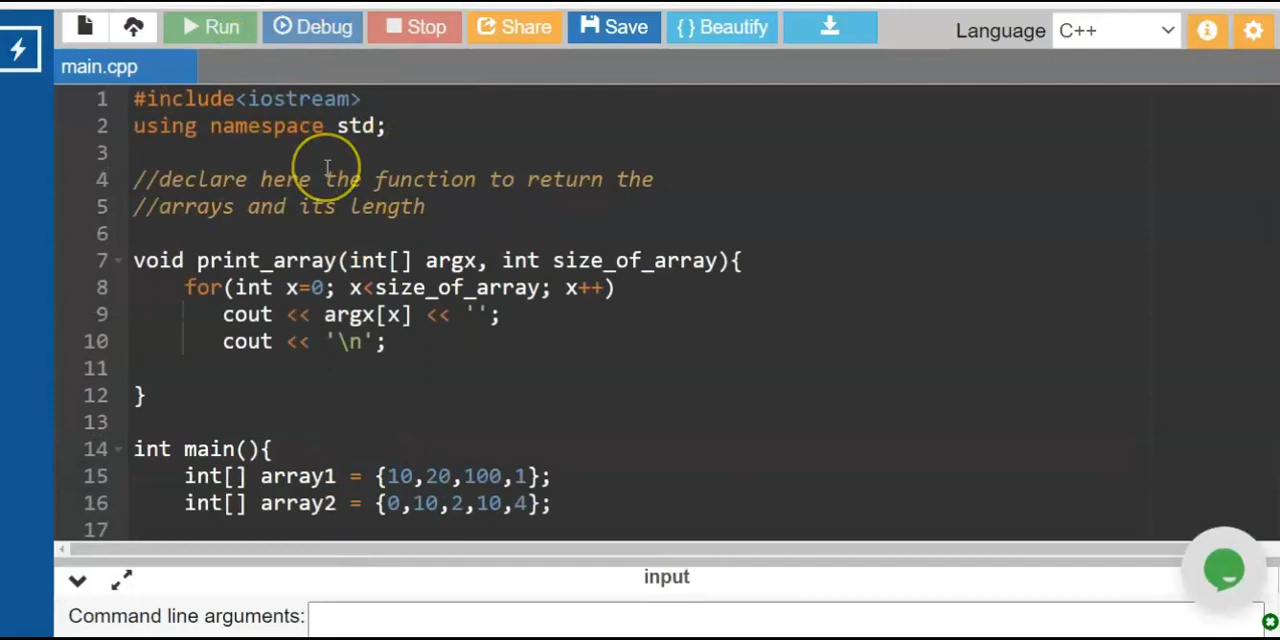 Run Debug Stop Share Save { } Beautify Language C++
main.cpp
1 #include<iostream>
2 using namespace std;
3
4 //declare here the function to return the
5 //arrays and its length
6
7 void print_array(int[] argx, int size_of_array){
8 for(int x=0; x<size_of_array; x++)
9 cout << argx[x] << '';
10 cout << '\n';
11
12 }
13
14 int main(){
15 int[] array1 = {10,20,100,1};
16 int[] array2 = {0,10,2,10,4};
17
input
Command line arguments: